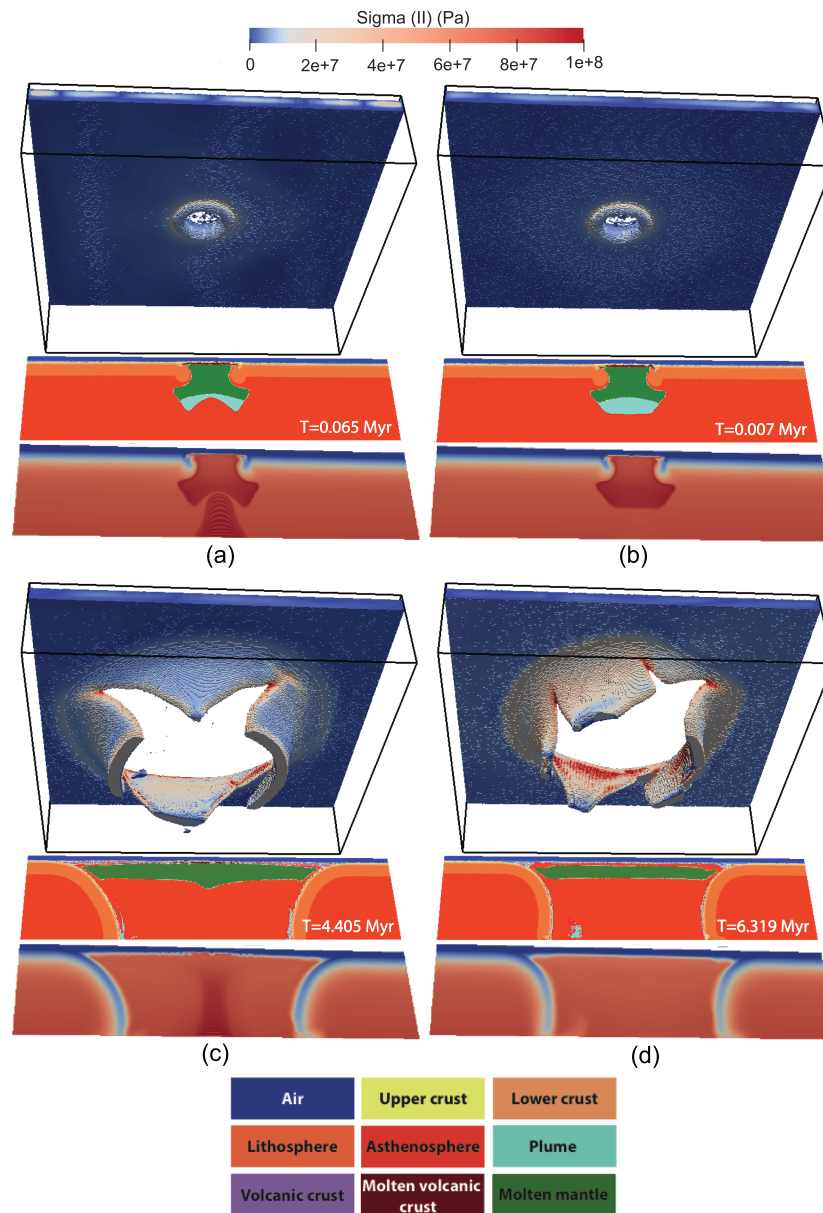 Sigma (II) (Pa)
0 2e+7 4e+7 6e+7 8e+7 1e+8
T=0.065 Myr
T=0.007 Myr
(a)
(b)
T=4.405 Myr
T=6.319 Myr
(c)
(d)
Air
Upper crust
Lower crust
Lithosphere
Asthenosphere
Plume
Volcanic crust
Molten volcanic
crust
Molten mantle